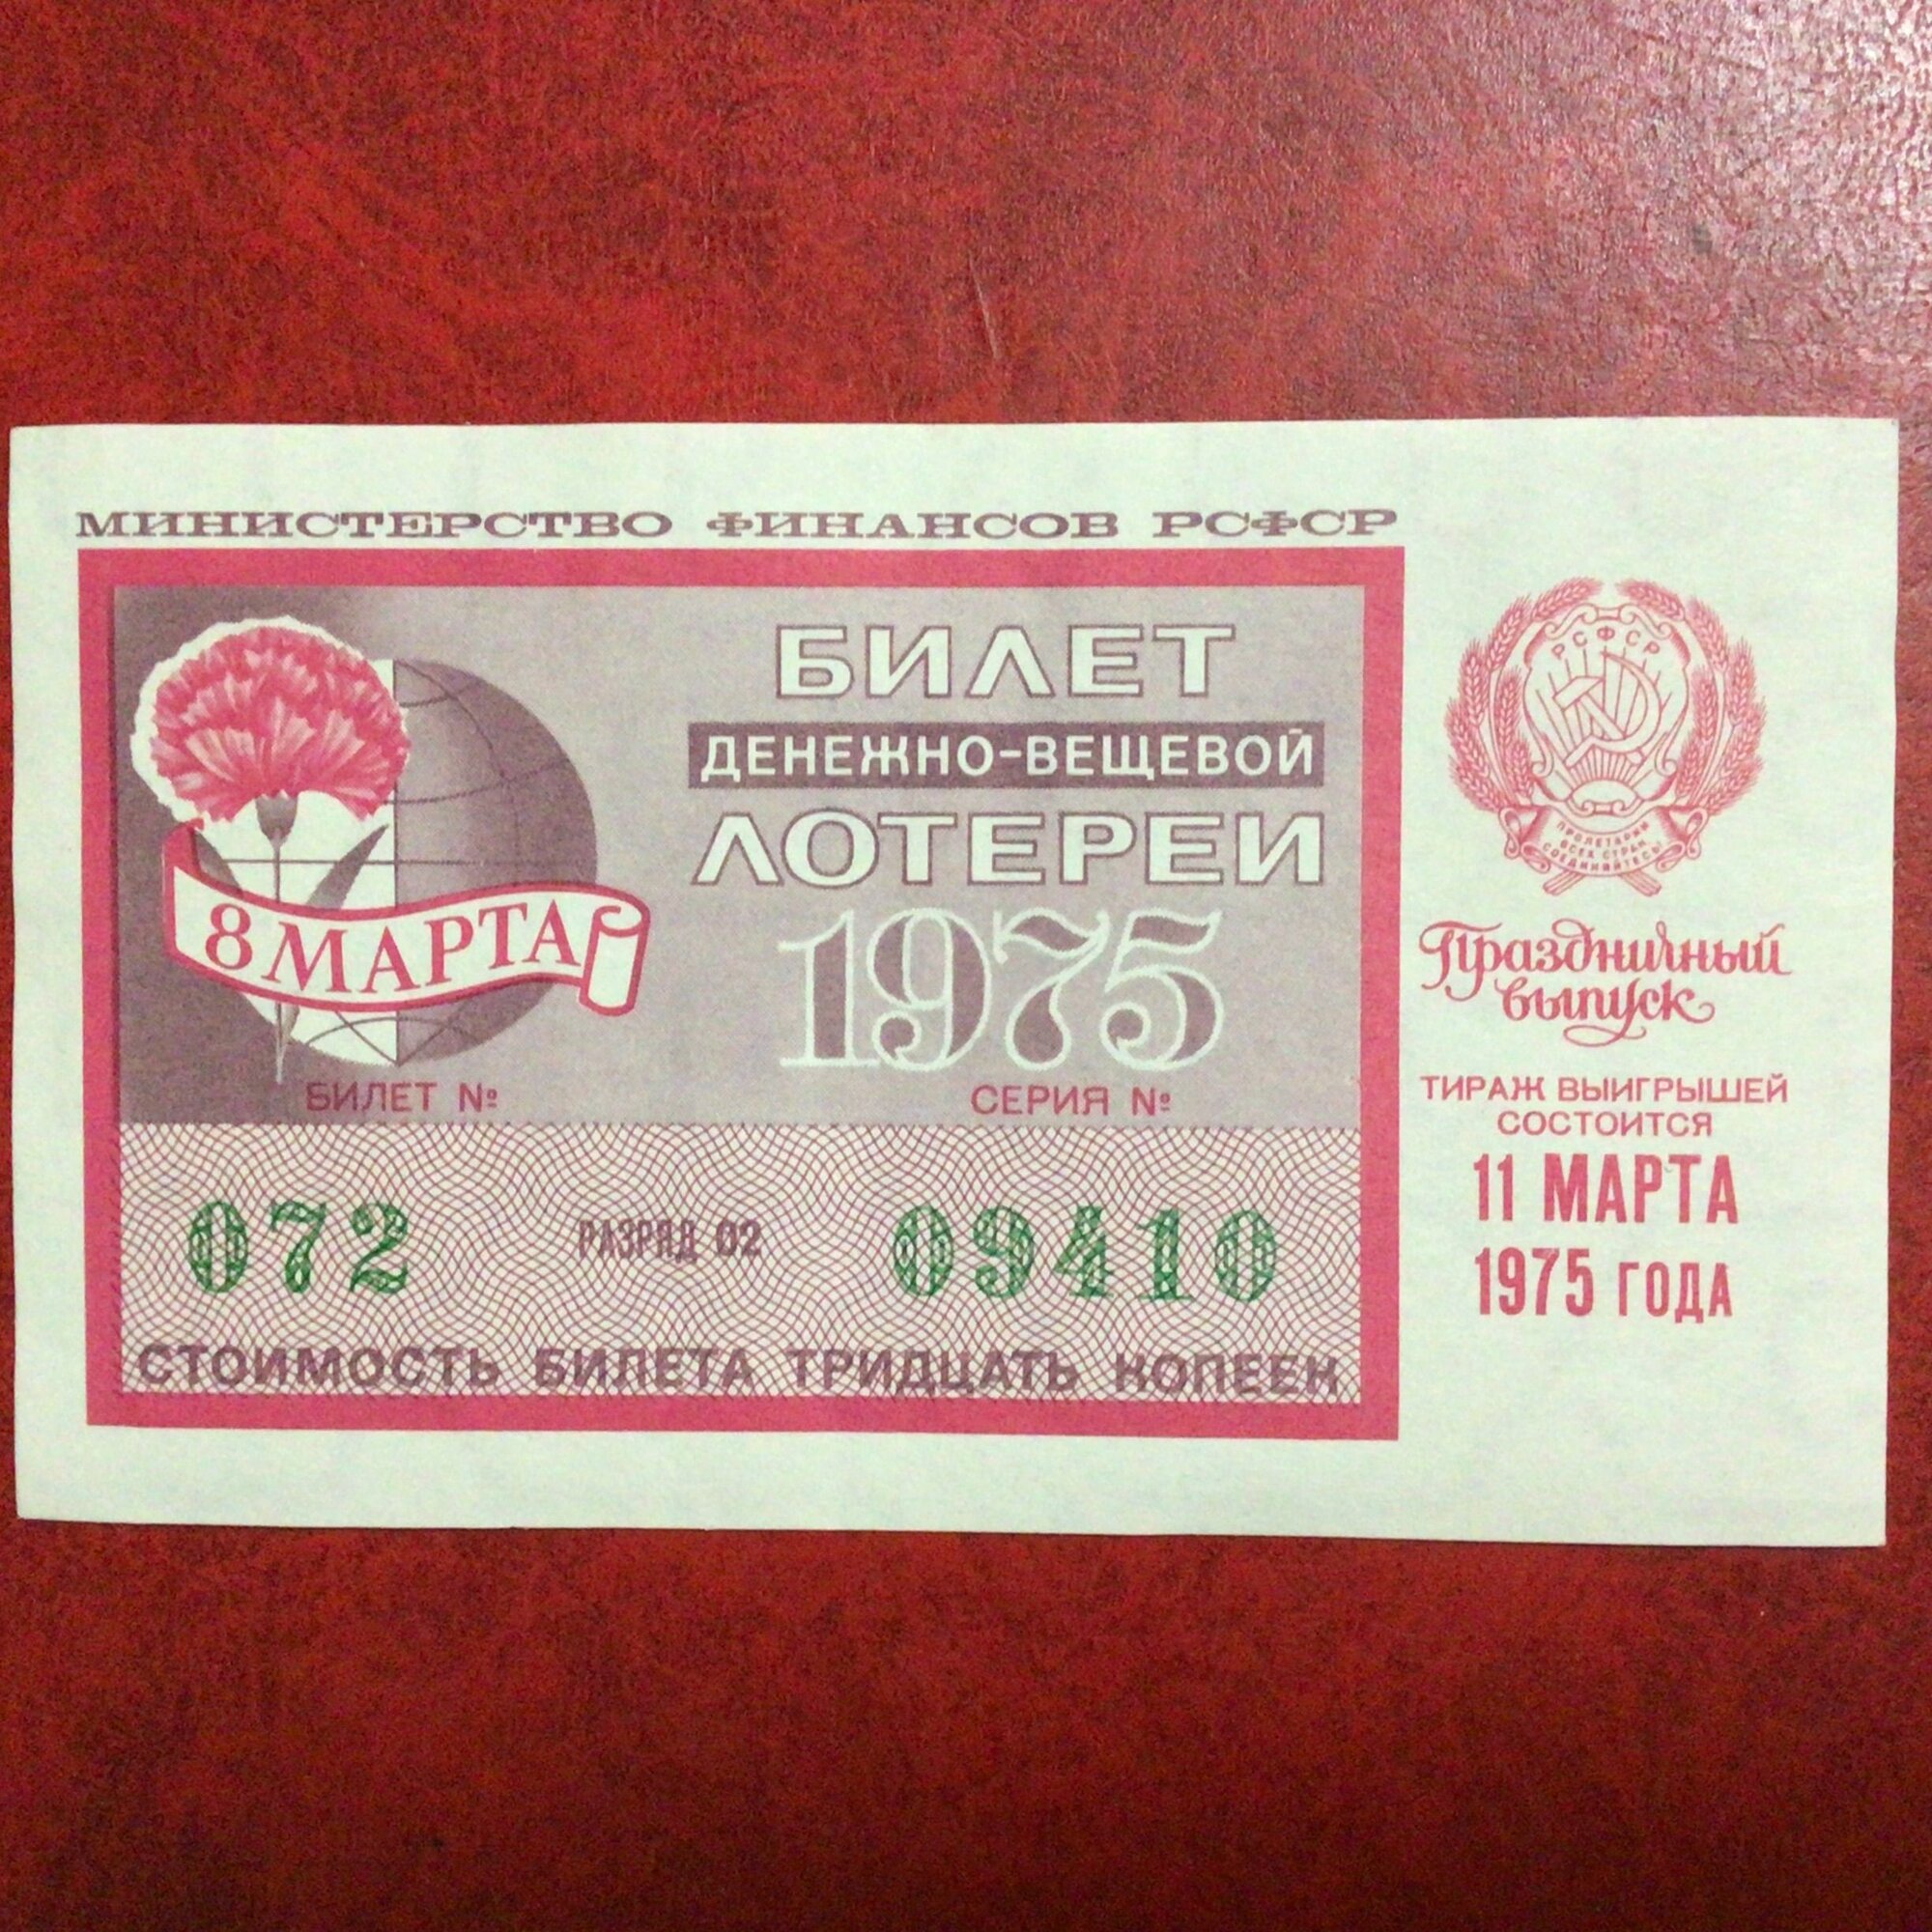 МИНИСТЕРСТВО ФИНАНСОВ РСФСР
БИЛЕТ
ДЕНЕЖНО-ВЕЩЕВОЙ
ЛОТЕРЕИ
1975
8 МАРТА
БИЛЕТ №
СЕРИЯ №
072
РАЗРЯД 02
09410
СТОИМОСТЬ БИЛЕТА ТРИДЦАТЬ КОПЕЕК
РСФСР
ПРОЛЕТАРИИ
ВСЕХ СТРАН
СОЕДИНЯЙТЕСЬ!
Праздничный
выпуск
ТИРАЖ ВЫИГРЫШЕЙ
СОСТОИТСЯ
11 МАРТА
1975 ГОДА